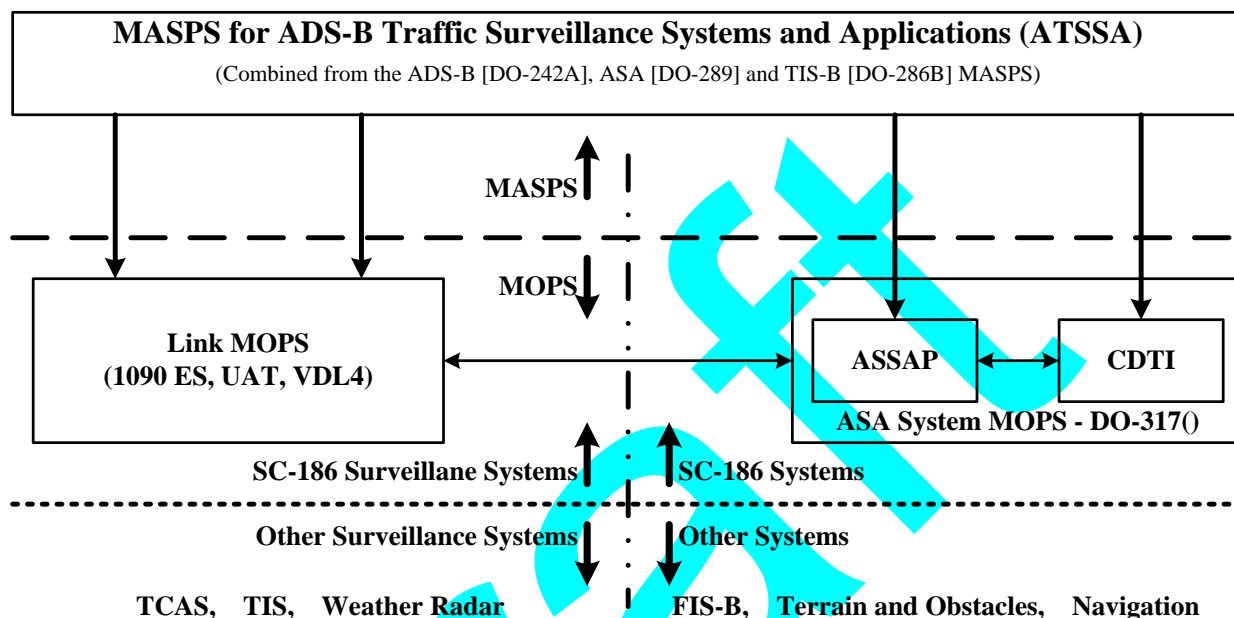 MASPS for ADS-B Traffic Surveillance Systems and Applications (ATSSA)
(Combined from the ADS-B [DO-242A], ASA [DO-289] and TIS-B [DO-286B] MASPS)
MASPS
MOPS
Link MOPS
(1090 ES, UAT, VDL4)
ASSAP
CDTI
ASA System MOPS - DO-317()
SC-186 Surveillane Systems
SC-186 Systems
Other Surveillance Systems
Other Systems
TCAS, TIS, Weather Radar
FIS-B, Terrain and Obstacles, Navigation